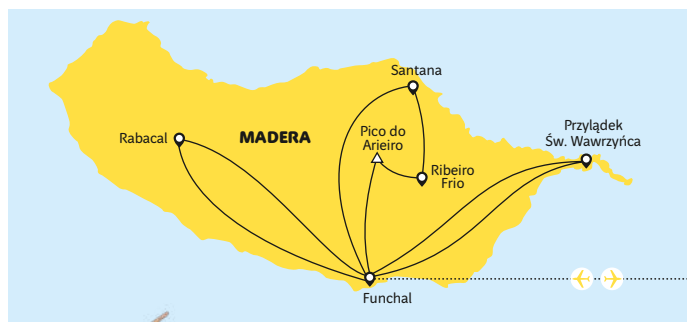 Santana
Przylądek
Św. Wawrzyńca
Pico do
Arieiro
Rabacal
MADERA
Ribeiro
Frio
Funchal